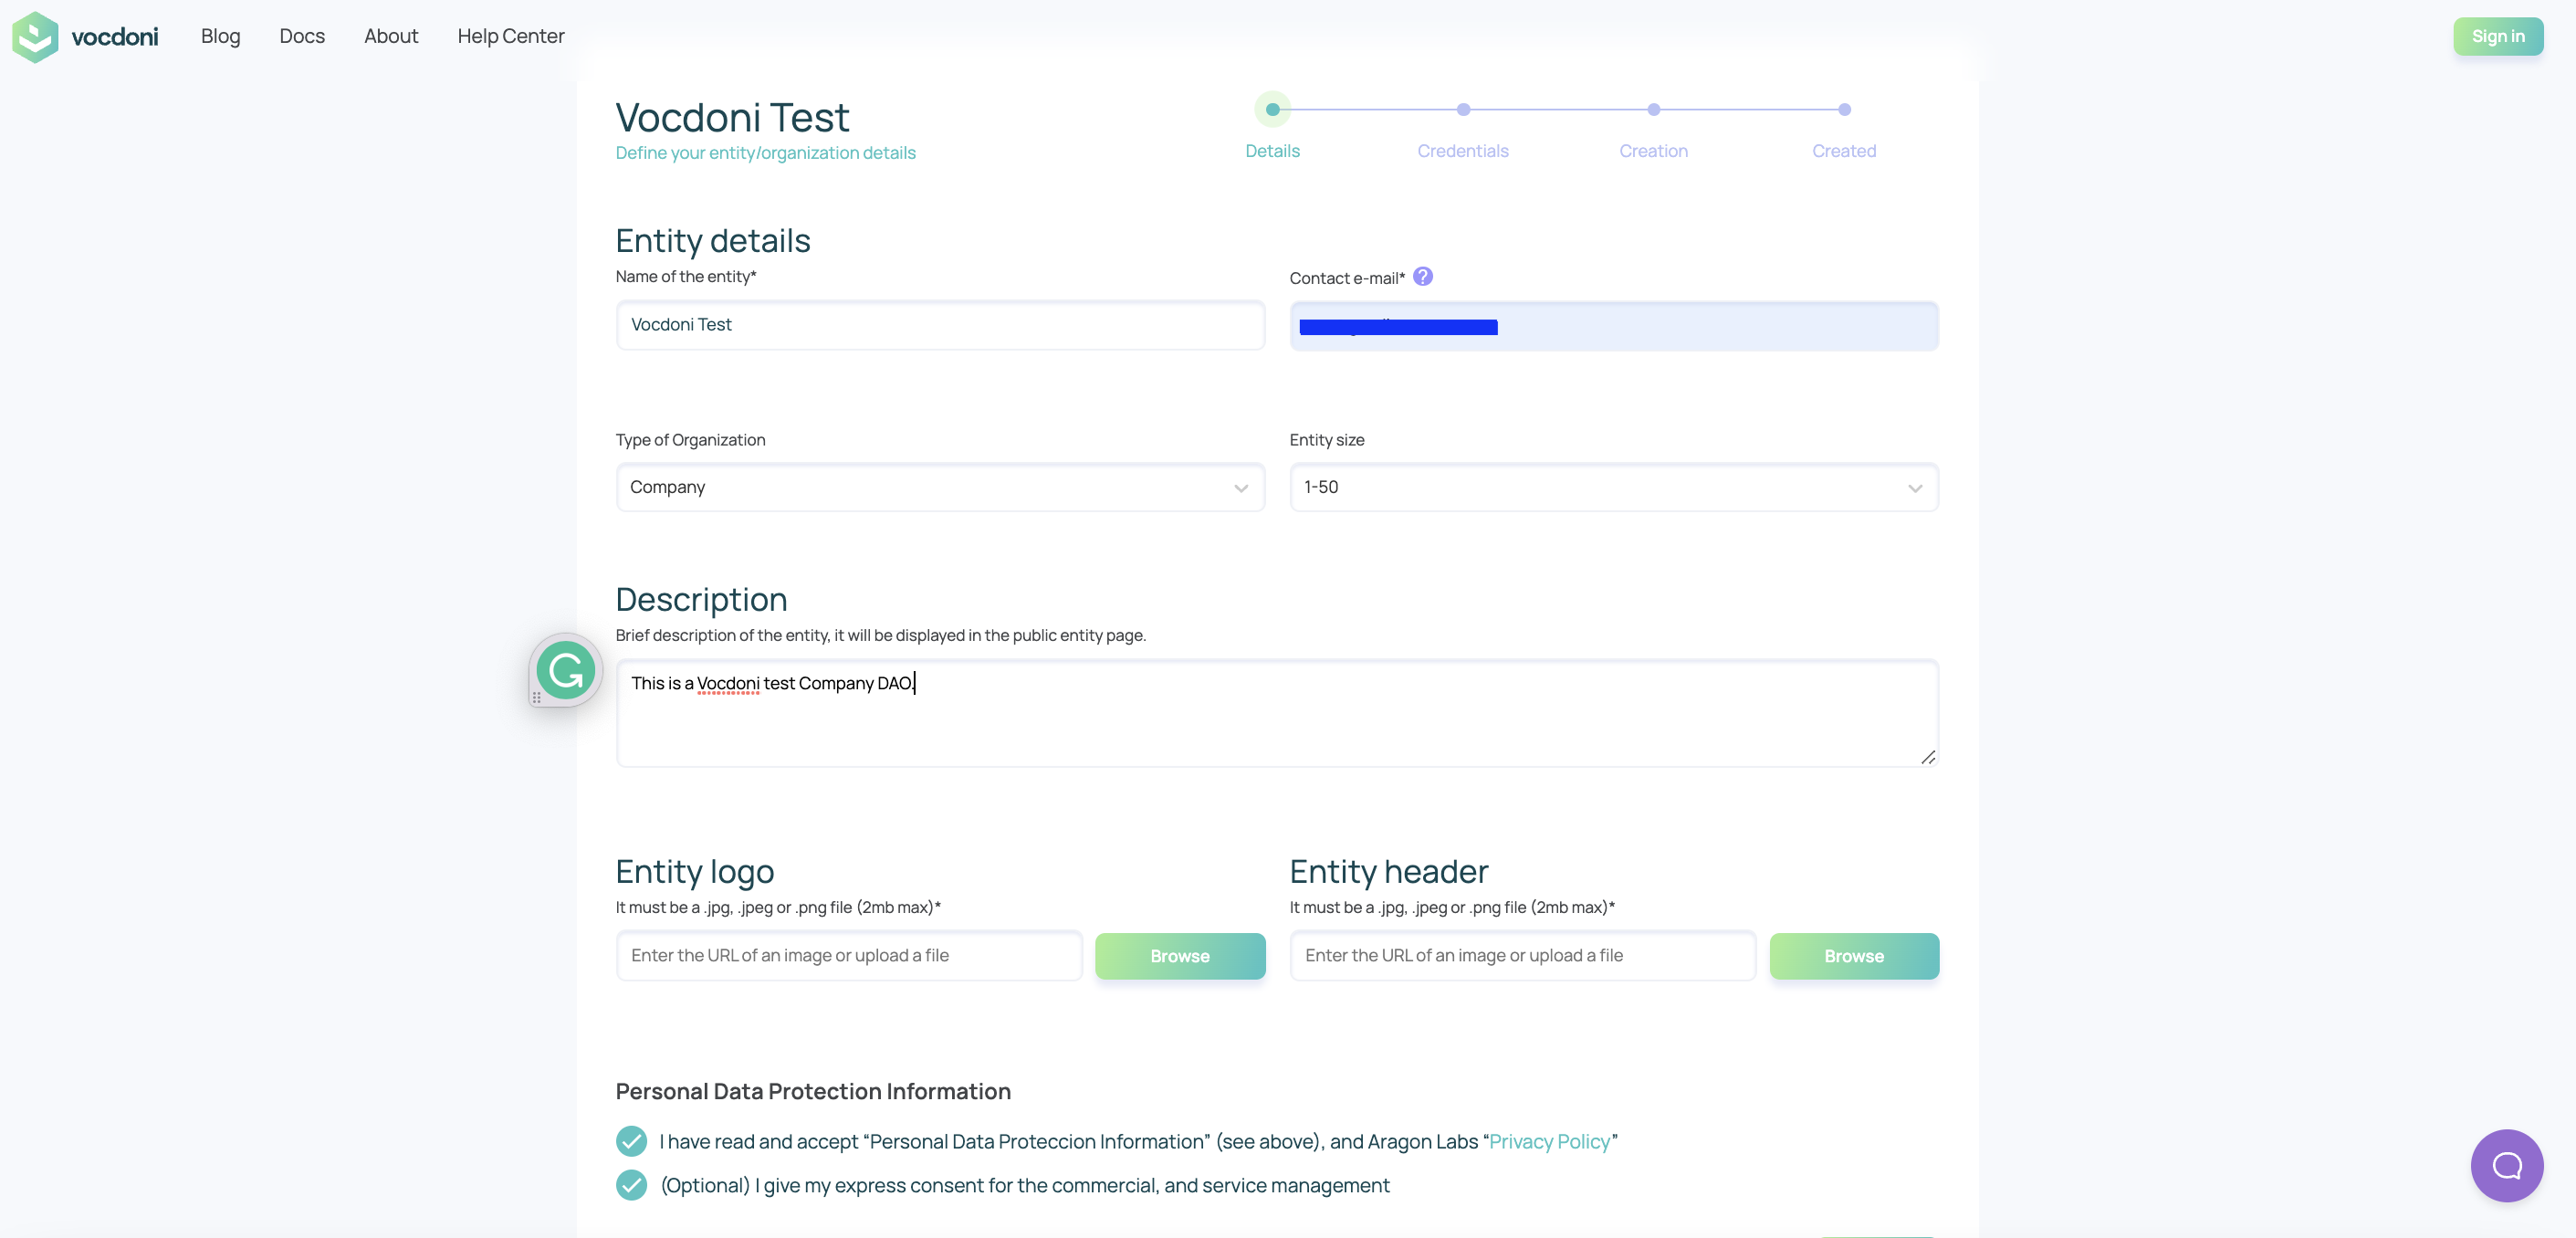 vocdoni Blog Docs About Help Center Sign in
Vocdoni Test
Define your entity/organization details
Details Credentials Creation Created
Entity details
Name of the entity* Contact e-mail* ?
Vocdoni Test
Type of Organization Entity size
Company 1-50
Description
Brief description of the entity, it will be displayed in the public entity page.
This is a Vocdoni test Company DAO.
Entity logo Entity header
It must be a .jpg, .jpeg or .png file (2mb max)* It must be a .jpg, .jpeg or .png file (2mb max)*
Enter the URL of an image or upload a file Browse Enter the URL of an image or upload a file Browse
Personal Data Protection Information
I have read and accept “Personal Data Proteccion Information” (see above), and Aragon Labs “Privacy Policy”
(Optional) I give my express consent for the commercial, and service management